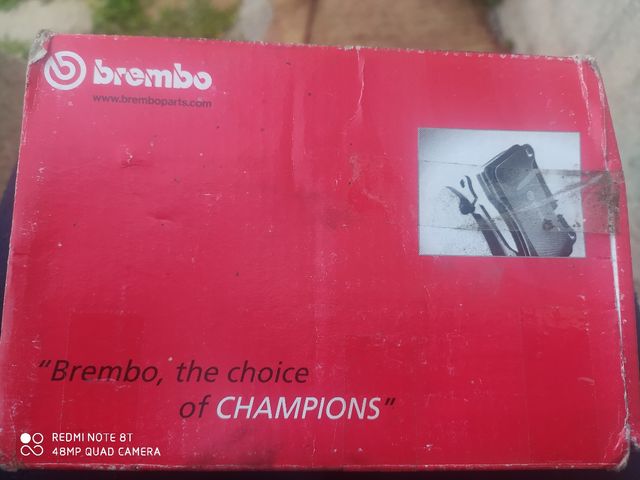 brembo
www.bremboparts.com
"Brembo, the choice
of CHAMPIONS"
REDMI NOTE 8T
48MP QUAD CAMERA